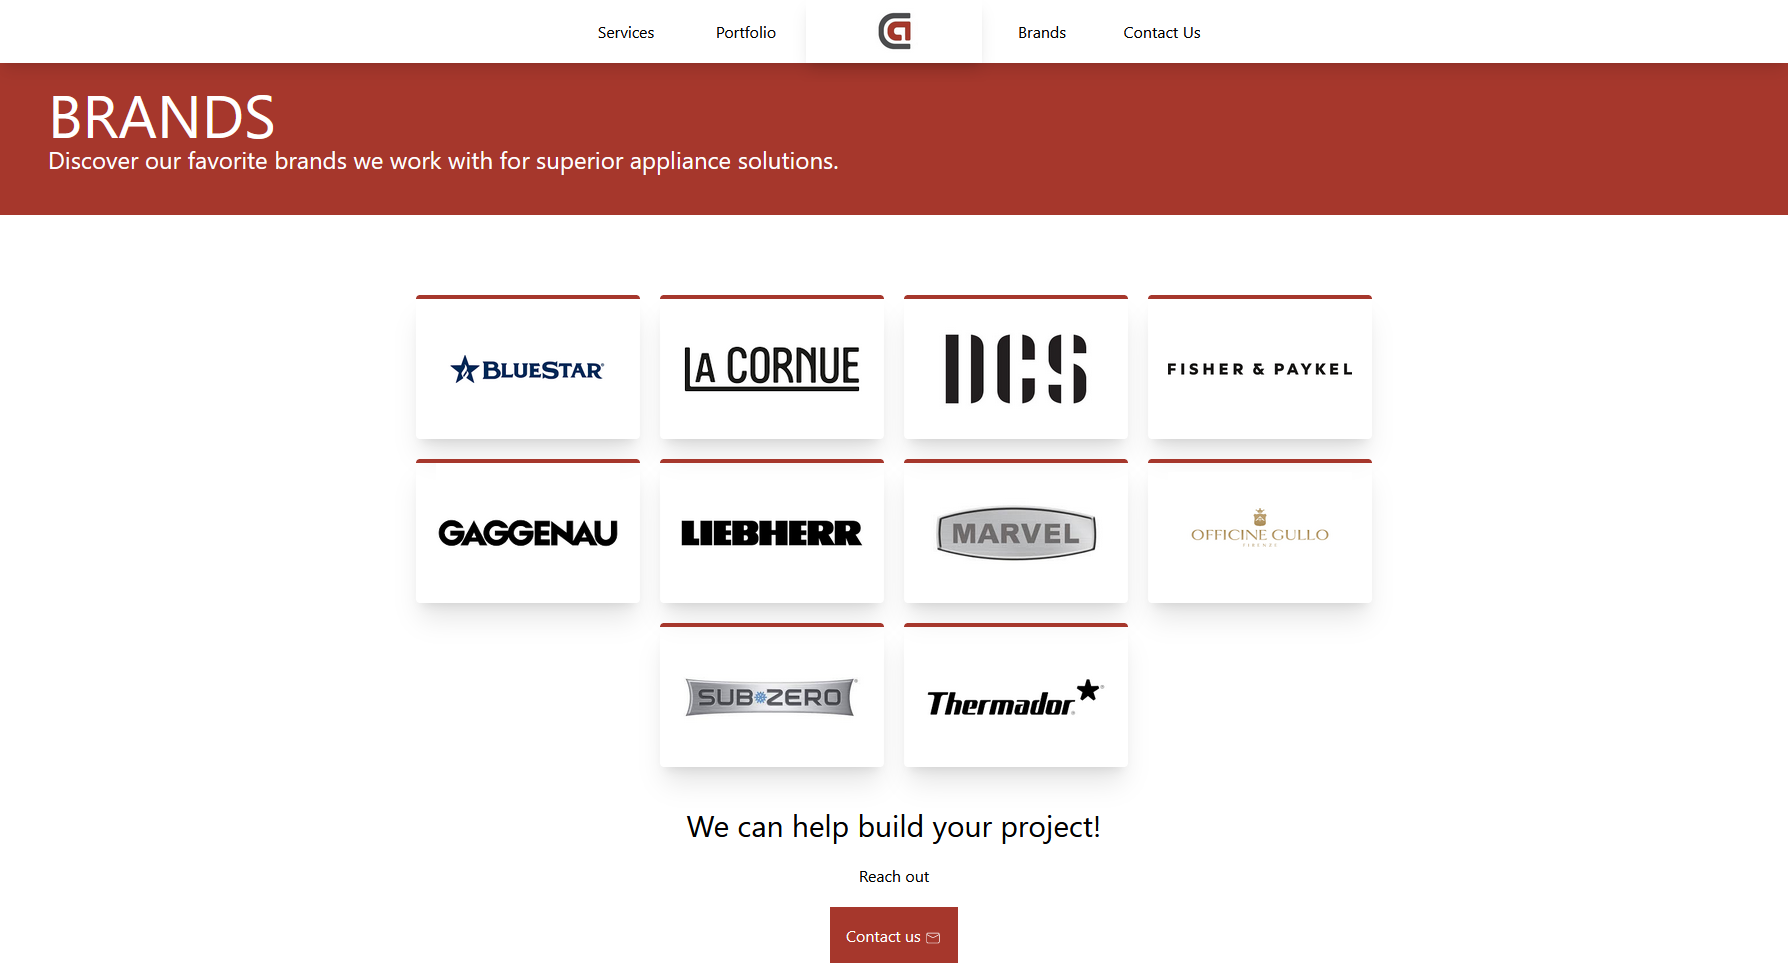 Services Portfolio Brands Contact Us
BRANDS
Discover our favorite brands we work with for superior appliance solutions.
BLUESTAR®
LA CORNUE
DCS
FISHER & PAYKEL
GAGGENAU
LIEBHERR
MARVEL
OFFICINE GULLO
FIRENZE
SUB ZERO®
Thermador®
We can help build your project!
Reach out
Contact us